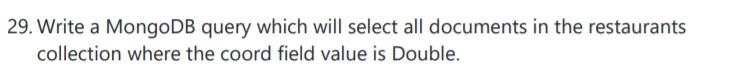 29. Write a MongoDB query which will select all documents in the restaurants
collection where the coord field value is Double.